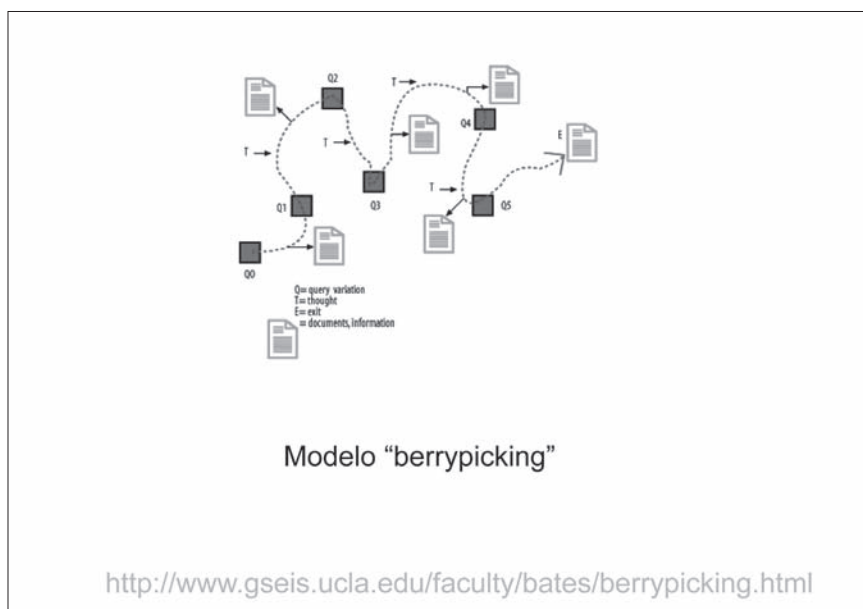 Q2
T
T
Q4
E
T
T
Q3
Q1
T
Q5
Q0
Q= query variation
T= thought
E= exit
= documents, information
Modelo “berrypicking”
http://www.gseis.ucla.edu/faculty/bates/berrypicking.html